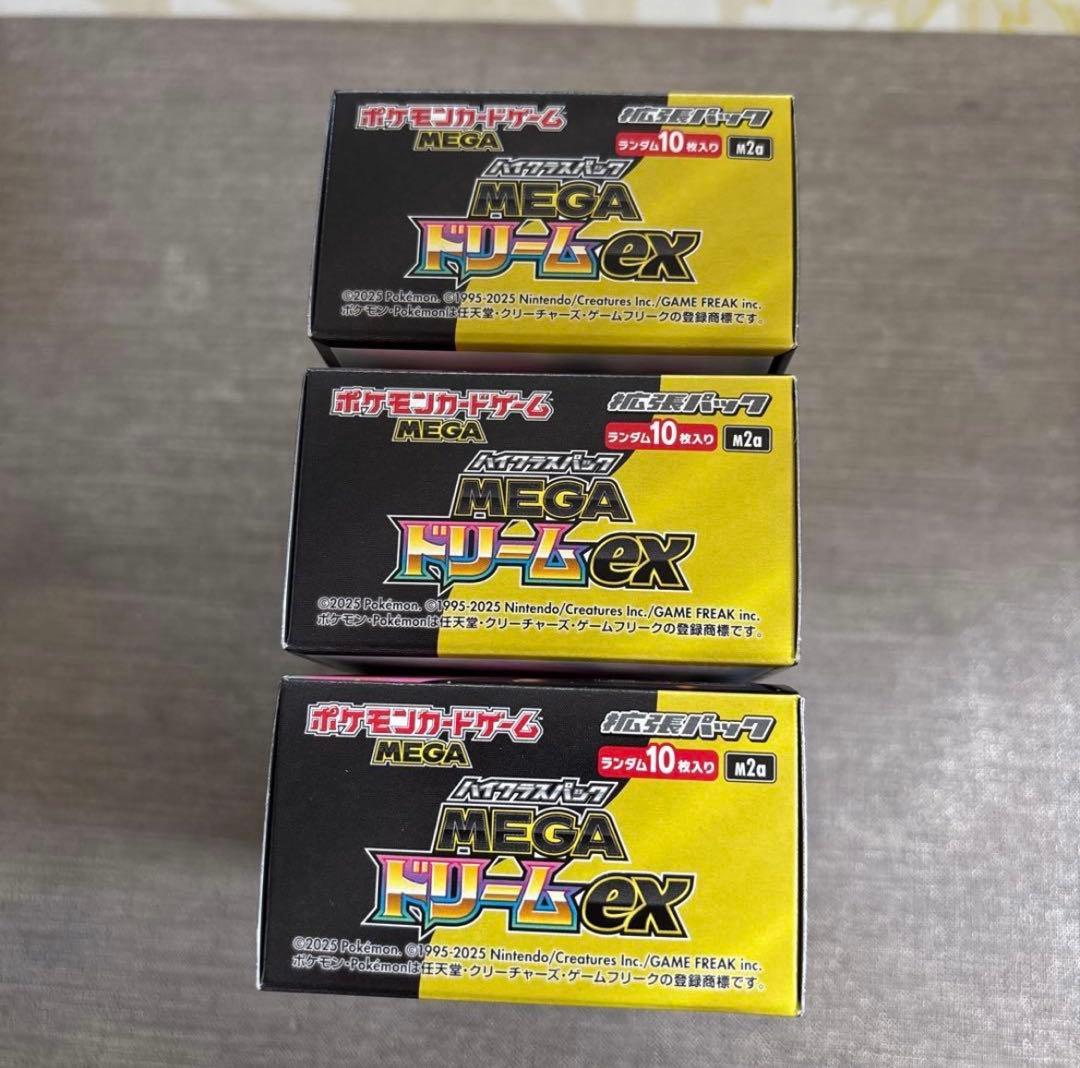 ポケモンカードゲーム
MEGA
拡張パック
ランダム10枚入り M2a
ハイクラスパック
MEGA
ドリームex
©2025 Pokémon. ©1995-2025 Nintendo/Creatures Inc./GAME FREAK inc.
ポケモン・Pokémonは任天堂・クリーチャーズ・ゲームフリークの登録商標です。
ポケモンカードゲーム
MEGA
拡張パック
ランダム10枚入り M2a
ハイクラスパック
MEGA
ドリームex
©2025 Pokémon. ©1995-2025 Nintendo/Creatures Inc./GAME FREAK inc.
ポケモン・Pokémonは任天堂・クリーチャーズ・ゲームフリークの登録商標です。
ポケモンカードゲーム
MEGA
拡張パック
ランダム10枚入り M2a
ハイクラスパック
MEGA
ドリームex
©2025 Pokémon. ©1995-2025 Nintendo/Creatures Inc./GAME FREAK inc.
ポケモン・Pokémonは任天堂・クリーチャーズ・ゲームフリークの登録商標です。